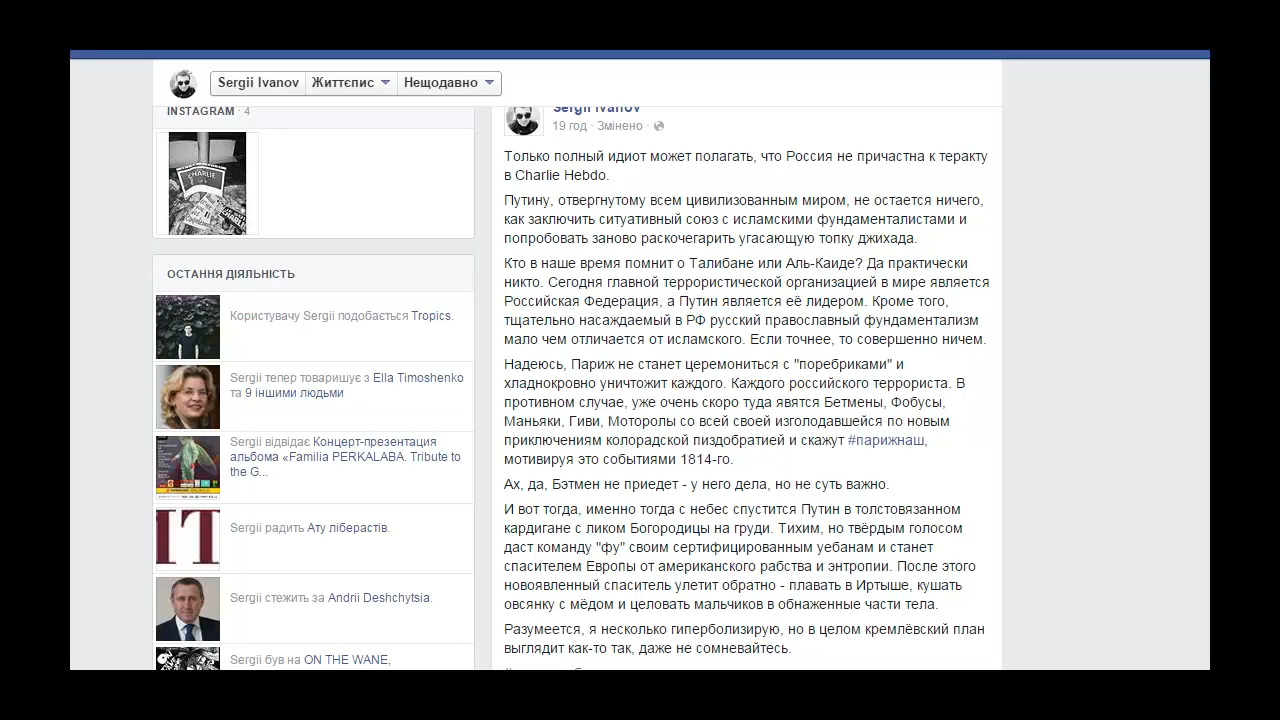 Sergii Ivanov Життєпис Нещодавно
INSTAGRAM · 4
CHARLIE
ОСТАННЯ ДІЯЛЬНІСТЬ
Користувачу Sergii подобається Tropics.
Sergii тепер товаришує з Ella Timoshenko
та 9 іншими людьми
Sergii відвідає Концерт-презентація
альбома «Familia PERKALABA. Tribute to
the G...
Sergii радить Ату ліберастів.
Sergii стежить за Andrii Deshchytsia.
Sergii був на ON THE WANE,
Sergii Ivanov
19 год · Змінено ·
Только полный идиот может полагать, что Россия не причастна к теракту
в Charlie Hebdo.
Путину, отвергнутому всем цивилизованным миром, не остается ничего,
как заключить ситуативный союз с исламскими фундаменталистами и
попробовать заново раскочегарить угасающую топку джихада.
Кто в наше время помнит о Талибане или Аль-Каиде? Да практически
никто. Сегодня главной террористической организацией в мире является
Российская Федерация, а Путин является её лидером. Кроме того,
тщательно насаждаемый в РФ русский православный фундаментализм
мало чем отличается от исламского. Если точнее, то совершенно ничем.
Надеюсь, Париж не станет церемониться с "поребриками" и
хладнокровно уничтожит каждого. Каждого российского террориста. В
противном случае, уже очень скоро туда явятся Бетмены, Фобусы,
Маньяки, Гиви, Моторолы со всей своей изголодавшейся по новым
приключениям колорадской пиздобратией и скажут #Парижнаш,
мотивируя это событиями 1814-го.
Ах, да, Бэтмен не приедет - у него дела, но не суть важно.
И вот тогда, именно тогда с небес спустится Путин в толстовязанном
кардигане с ликом Богородицы на груди. Тихим, но твёрдым голосом
даст команду "фу" своим сертифицированным уебанам и станет
спасителем Европы от американского рабства и энтропии. После этого
новоявленный спаситель улетит обратно - плавать в Иртыше, кушать
овсянку с мёдом и целовать мальчиков в обнаженные части тела.
Разумеется, я несколько гиперболизирую, но в целом кремлёвский план
выглядит как-то так, даже не сомневайтесь.